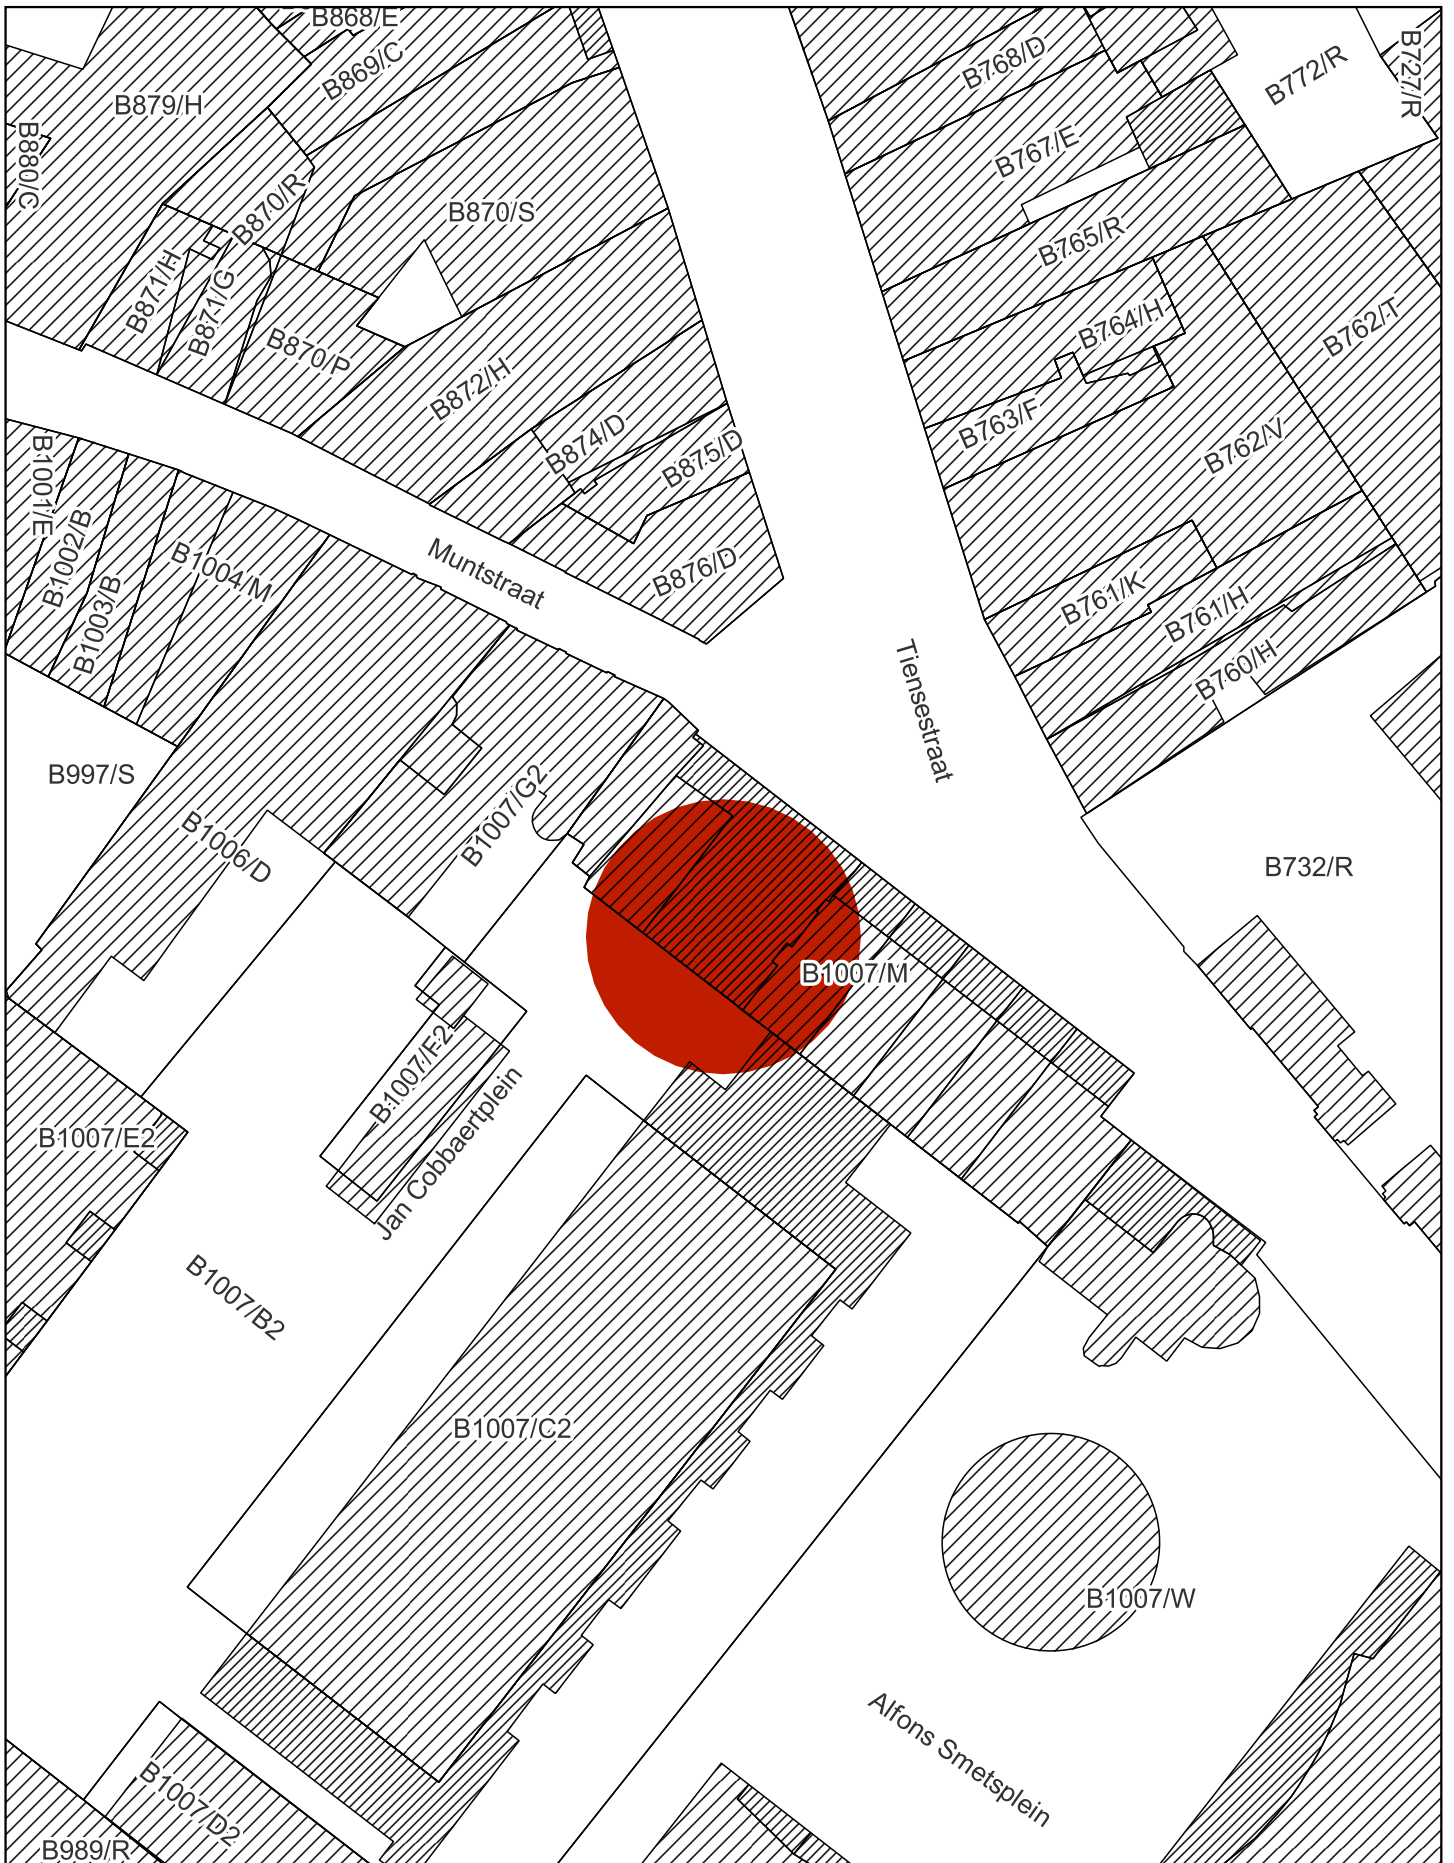 B868/E
B869/C
B768/D
B772/R
B727/R
B879/H
B880/C
B767/E
B870/R
B870/S
B765/R
B871/H
B871/G
B870/P
B764/H
B762/T
B872/H
B763/F
B874/D
B875/D
B762/V
B1001/E
B1002/B
B1003/B
B1004/M
Muntstraat
B876/D
B761/K
B761/H
B760/H
Tiensestraat
B997/S
B1006/D
B1007/G2
B732/R
B1007/M
B1007/F2
Jan Cobbaertplein
B1007/E2
B1007/B2
B1007/C2
B1007/W
Alfons Smetsplein
B1007/D2
B989/R